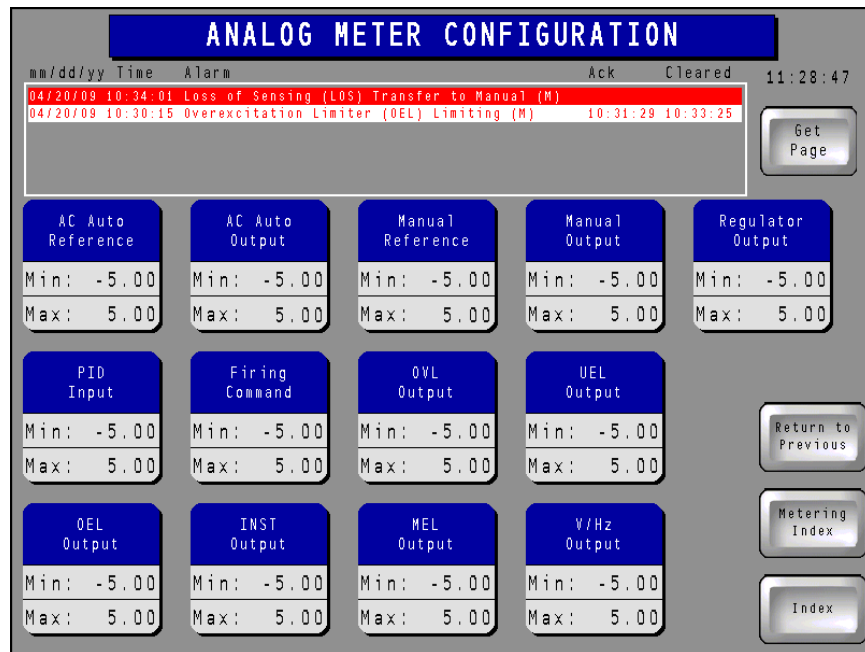 ANALOG METER CONFIGURATION
mm/dd/yy Time Alarm Ack Cleared
11:28:47
04/20/09 10:34:01 Loss of Sensing (LOS) Transfer to Manual (M)
04/20/09 10:30:15 Overexcitation Limiter (OEL) Limiting (M) 10:31:29 10:33:25
Get
Page
AC Auto
Reference
Min: -5.00
Max: 5.00
AC Auto
Output
Min: -5.00
Max: 5.00
Manual
Reference
Min: -5.00
Max: 5.00
Manual
Output
Min: -5.00
Max: 5.00
Regulator
Output
Min: -5.00
Max: 5.00
PID
Input
Min: -5.00
Max: 5.00
Firing
Command
Min: -5.00
Max: 5.00
OVL
Output
Min: -5.00
Max: 5.00
UEL
Output
Min: -5.00
Max: 5.00
Return to
Previous
OEL
Output
Min: -5.00
Max: 5.00
INST
Output
Min: -5.00
Max: 5.00
MEL
Output
Min: -5.00
Max: 5.00
V/Hz
Output
Min: -5.00
Max: 5.00
Metering
Index
Index